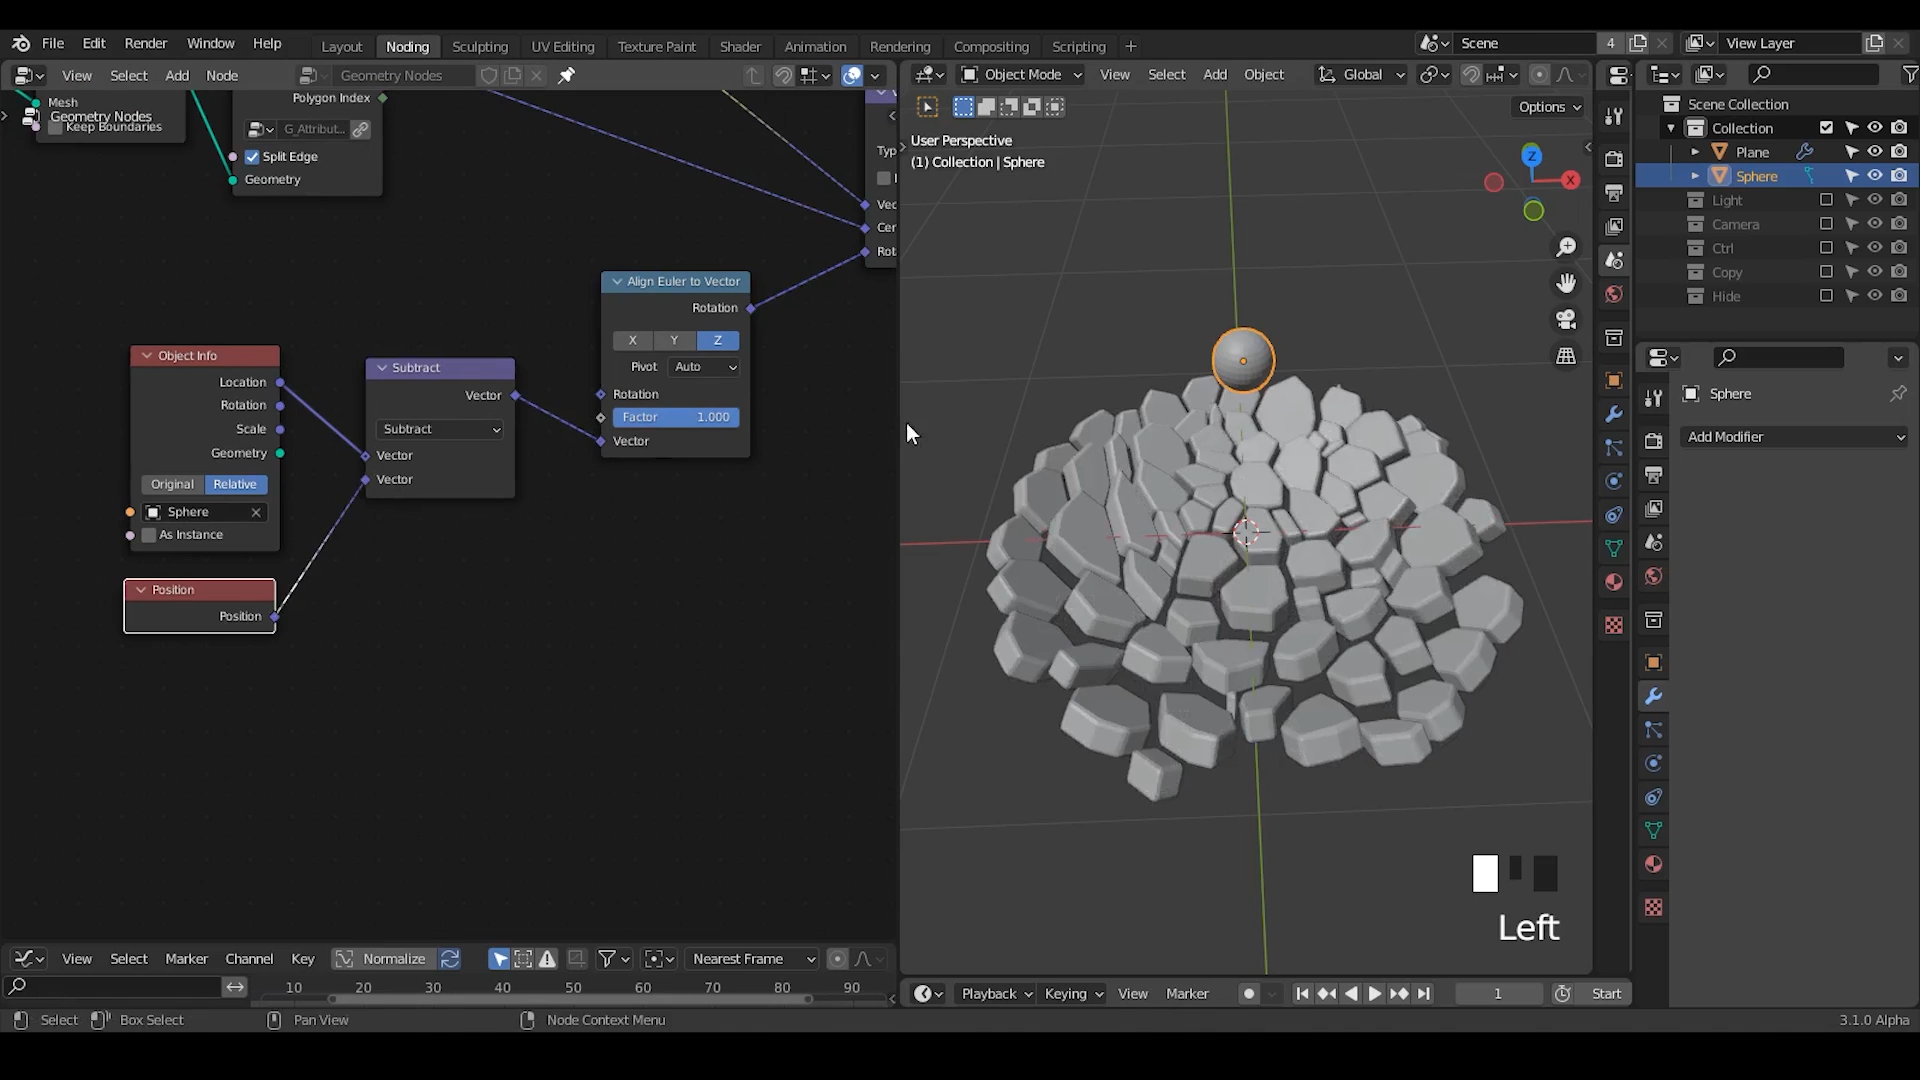 File Edit Render Window Help
Layout Noding Sculpting UV Editing Texture Paint Shader Animation Rendering Compositing Scripting +
Scene 4
View Layer
View Select Add Node
Geometry Nodes
Object Mode
View Select Add Object
Global
Options
User Perspective
(1) Collection | Sphere
Z
X
Mesh
Geometry Nodes
Keep Boundaries
Polygon Index
G_Attribut...
Split Edge
Geometry
Typ
Vec
Cer
Rot
Align Euler to Vector
Rotation
X Y Z
Pivot Auto
Rotation
Factor 1.000
Vector
Object Info
Location
Rotation
Scale
Geometry
Original Relative
Sphere
As Instance
Subtract
Vector
Subtract
Vector
Vector
Position
Position
Scene Collection
Collection
Plane
Sphere
Light
Camera
Ctrl
Copy
Hide
Sphere
Add Modifier
Left
View Select Marker Channel Key Normalize Nearest Frame
10 20 30 40 50 60 70 80 90
Playback Keying View Marker 1 Start
Select Box Select Pan View Node Context Menu 3.1.0 Alpha